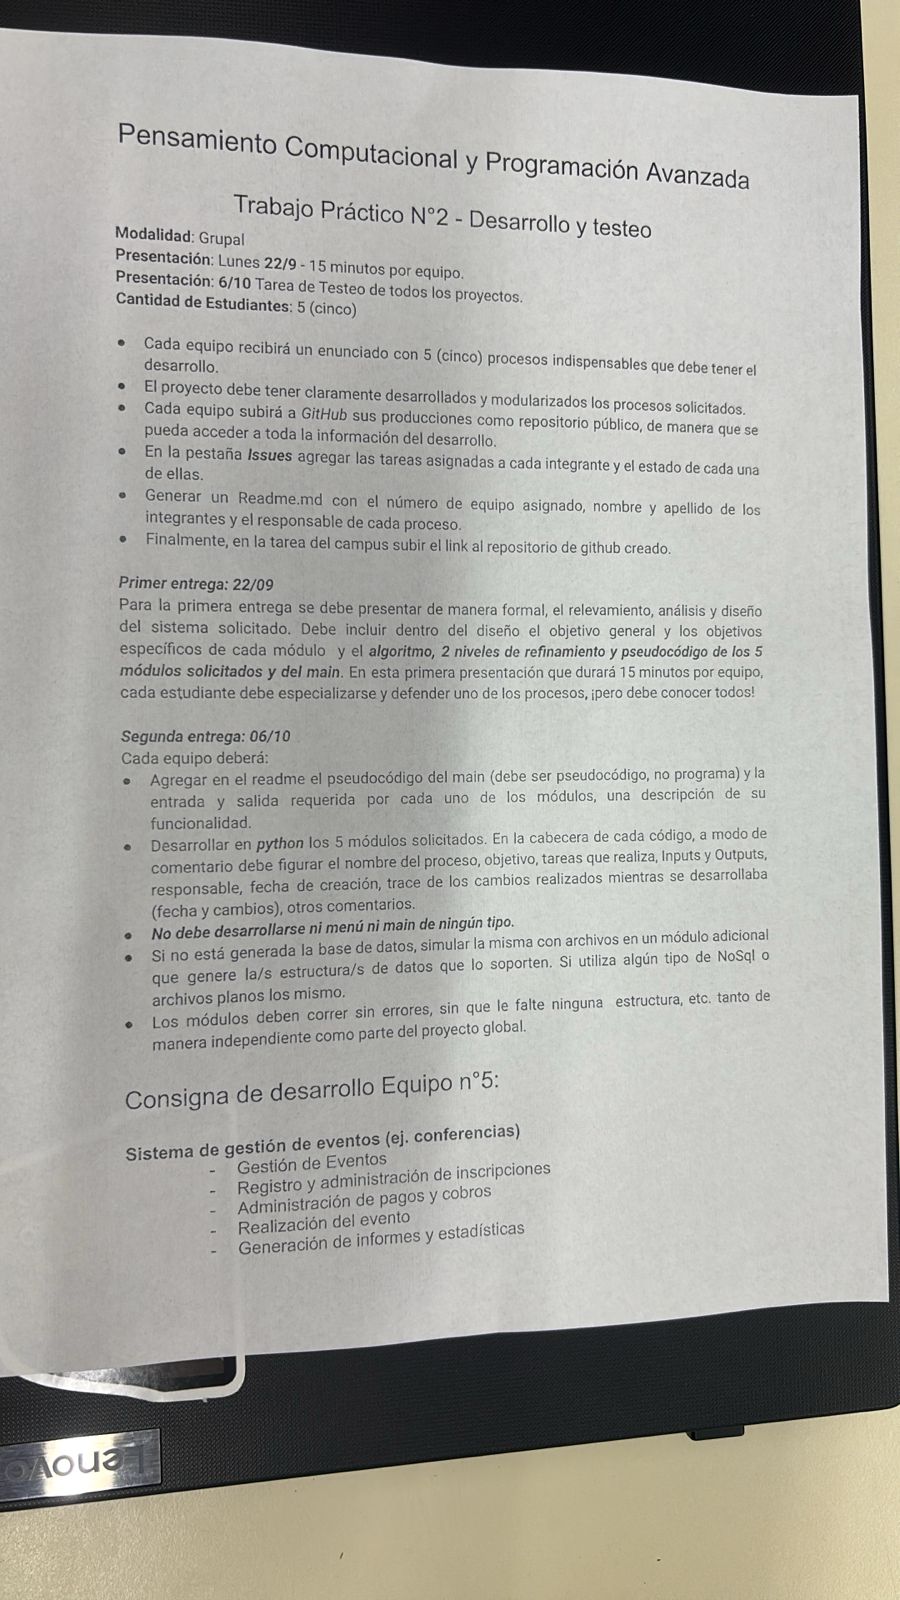 Pensamiento Computacional y Programación Avanzada
Trabajo Práctico N°2 - Desarrollo y testeo
Modalidad: Grupal
Presentación: Lunes 22/9 - 15 minutos por equipo.
Presentación: 6/10 Tarea de Testeo de todos los proyectos.
Cantidad de Estudiantes: 5 (cinco)
• Cada equipo recibirá un enunciado con 5 (cinco) procesos indispensables que debe tener el
desarrollo.
• El proyecto debe tener claramente desarrollados y modularizados los procesos solicitados.
• Cada equipo subirá a GitHub sus producciones como repositorio público, de manera que se
pueda acceder a toda la información del desarrollo.
• En la pestaña Issues agregar las tareas asignadas a cada integrante y el estado de cada una
de ellas.
• Generar un Readme.md con el número de equipo asignado, nombre y apellido de los
integrantes y el responsable de cada proceso.
• Finalmente, en la tarea del campus subir el link al repositorio de github creado.
Primer entrega: 22/09
Para la primera entrega se debe presentar de manera formal, el relevamiento, análisis y diseño
del sistema solicitado. Debe incluir dentro del diseño el objetivo general y los objetivos
específicos de cada módulo y el algoritmo, 2 niveles de refinamiento y pseudocódigo de los 5
módulos solicitados y del main. En esta primera presentación que durará 15 minutos por equipo,
cada estudiante debe especializarse y defender uno de los procesos, ¡pero debe conocer todos!
Segunda entrega: 06/10
Cada equipo deberá:
• Agregar en el readme el pseudocódigo del main (debe ser pseudocódigo, no programa) y la
entrada y salida requerida por cada uno de los módulos, una descripción de su
funcionalidad.
• Desarrollar en python los 5 módulos solicitados. En la cabecera de cada código, a modo de
comentario debe figurar el nombre del proceso, objetivo, tareas que realiza, Inputs y Outputs,
responsable, fecha de creación, trace de los cambios realizados mientras se desarrollaba
(fecha y cambios), otros comentarios.
• No debe desarrollarse ni menú ni main de ningún tipo.
• Si no está generada la base de datos, simular la misma con archivos en un módulo adicional
que genere la/s estructura/s de datos que lo soporten. Si utiliza algún tipo de NoSql o
archivos planos los mismo.
• Los módulos deben correr sin errores, sin que le falte ninguna estructura, etc. tanto de
manera independiente como parte del proyecto global.
Consigna de desarrollo Equipo n°5:
Sistema de gestión de eventos (ej. conferencias)
- Gestión de Eventos
- Registro y administración de inscripciones
- Administración de pagos y cobros
- Realización del evento
- Generación de informes y estadísticas
Lenovo